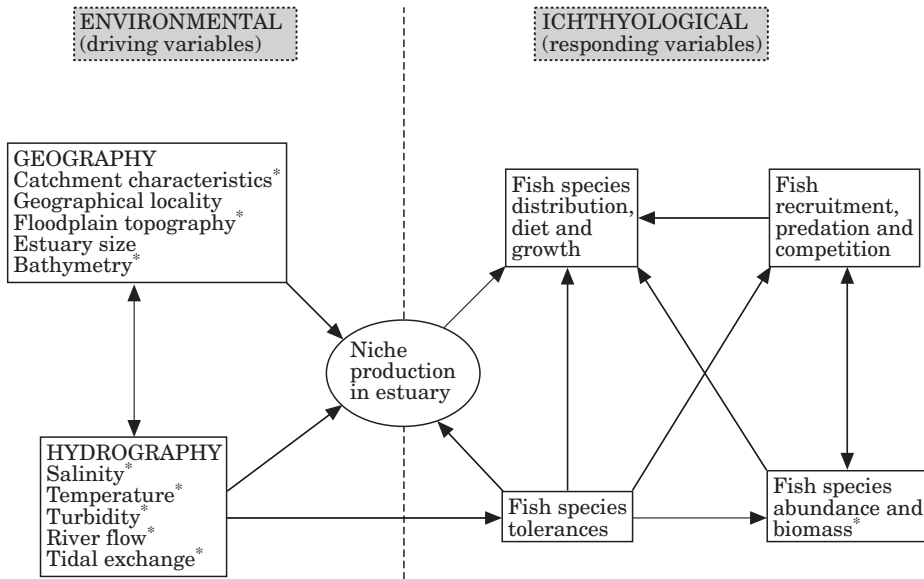 ENVIRONMENTAL
(driving variables)
ICHTHYOLOGICAL
(responding variables)
GEOGRAPHY
Catchment characteristics*
Geographical locality
Floodplain topography*
Estuary size
Bathymetry*
Fish species
distribution,
diet and
growth
Fish
recruitment,
predation and
competition
Niche
production
in estuary
HYDROGRAPHY
Salinity*
Temperature*
Turbidity*
River flow*
Tidal exchange*
Fish species
tolerances
Fish species
abundance and
biomass*